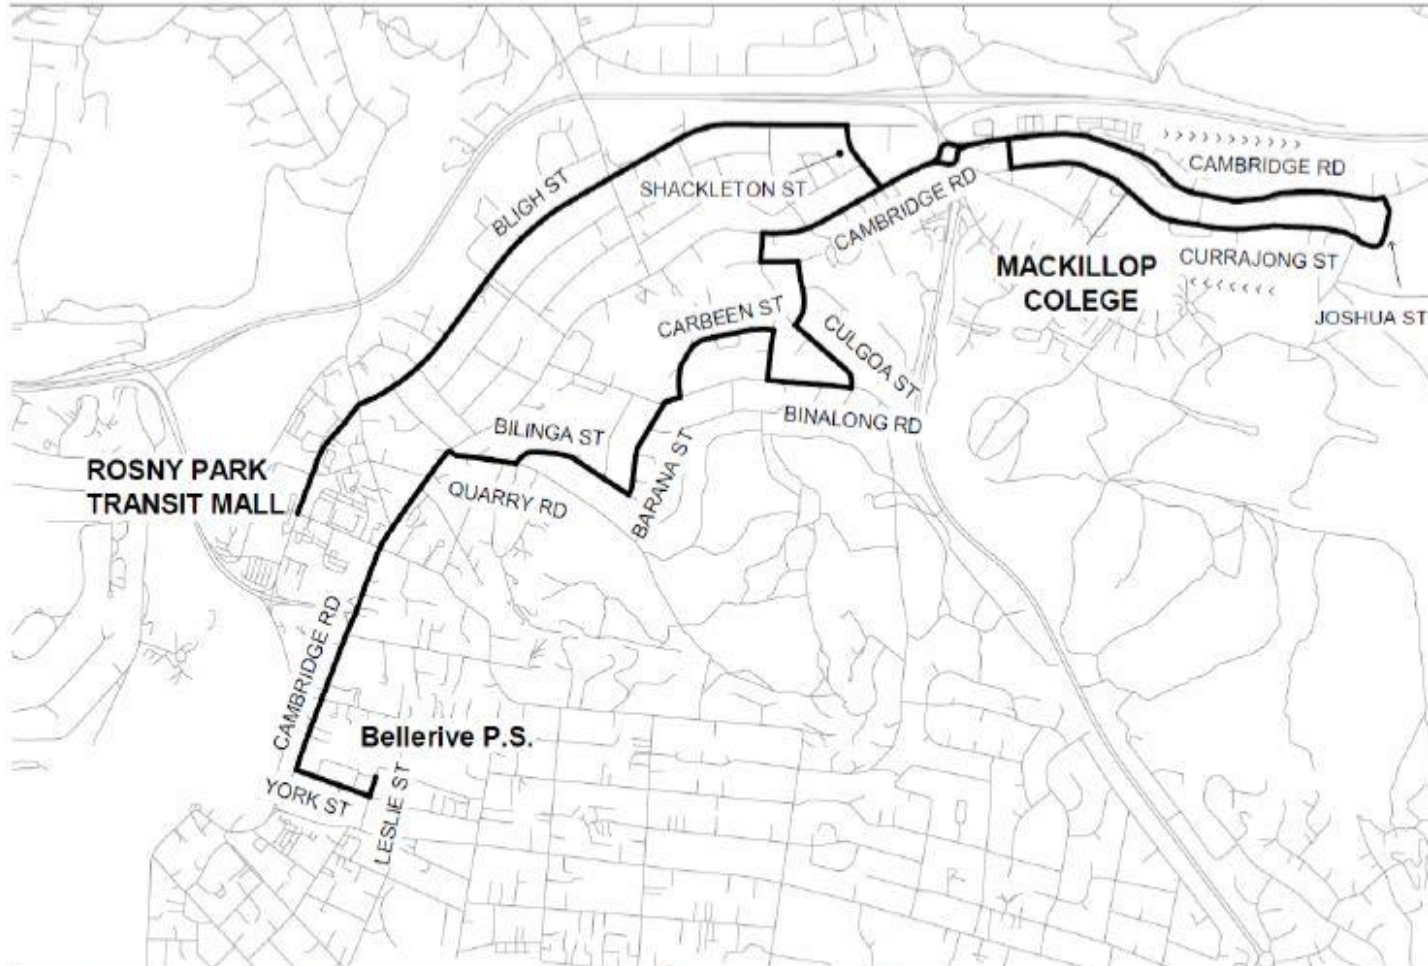 CAMBRIDGE RD
SHACKLETON ST
BLIGH ST
CAMBRIDGE RD
MACKILLOP
COLEGE
CURRAJONG ST
JOSHUA ST
CARBEEN ST
CULGOA ST
BINALONG RD
BILINGA ST
BARANA ST
QUARRY RD
ROSNY PARK
TRANSIT MALL
CAMBRIDGE RD
Bellerive P.S.
YORK ST
LESLIE ST